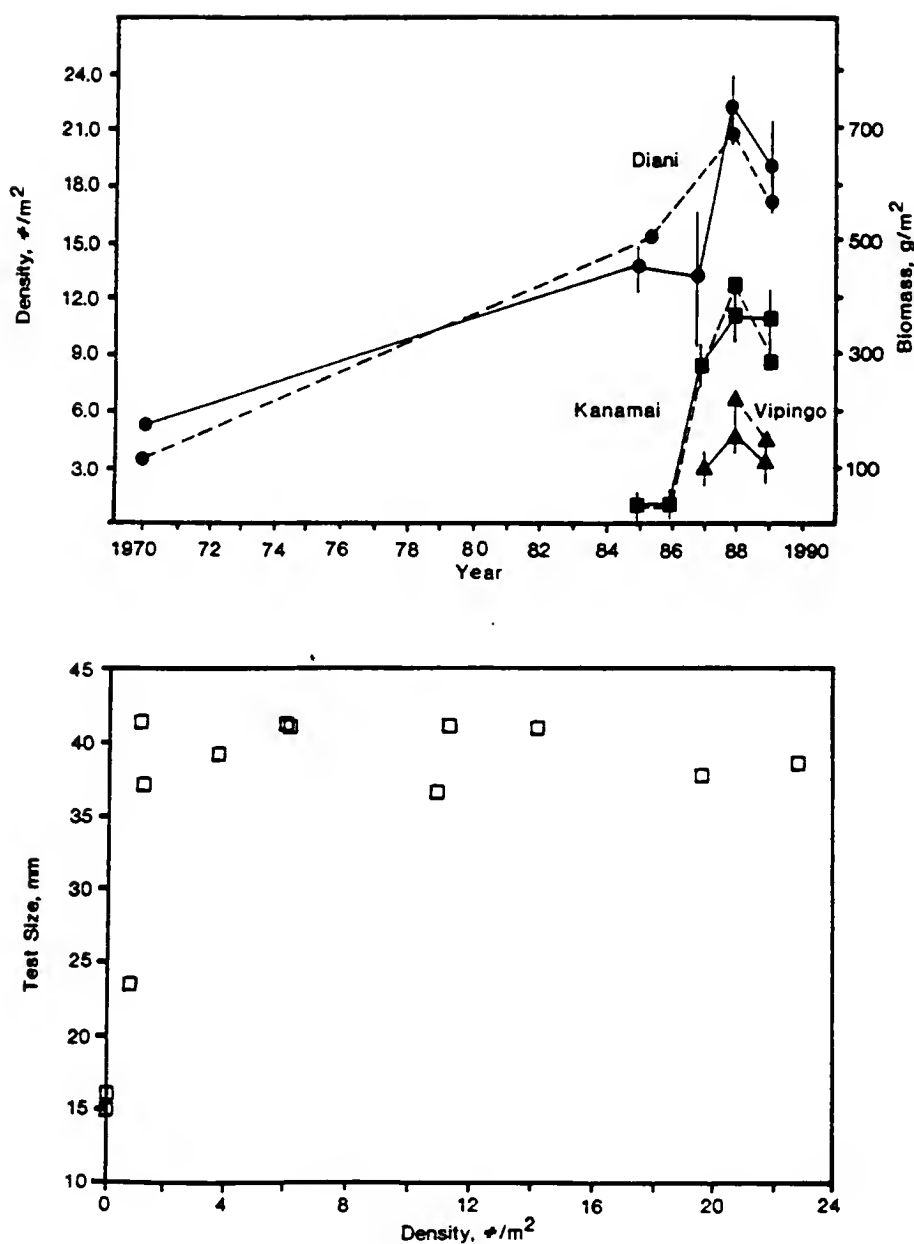 24.0
21.0
18.0
15.0
12.0
9.0
6.0
3.0
Density, #/m²
700
500
300
100
Biomass, g/m²
Diani
Kanamai
Vipingo
1970 72 74 76 78 80 82 84 86 88 1990
Year
45
40
35
30
25
20
15
10
Test Size, mm
0 4 8 12 16 20 24
Density, #/m²